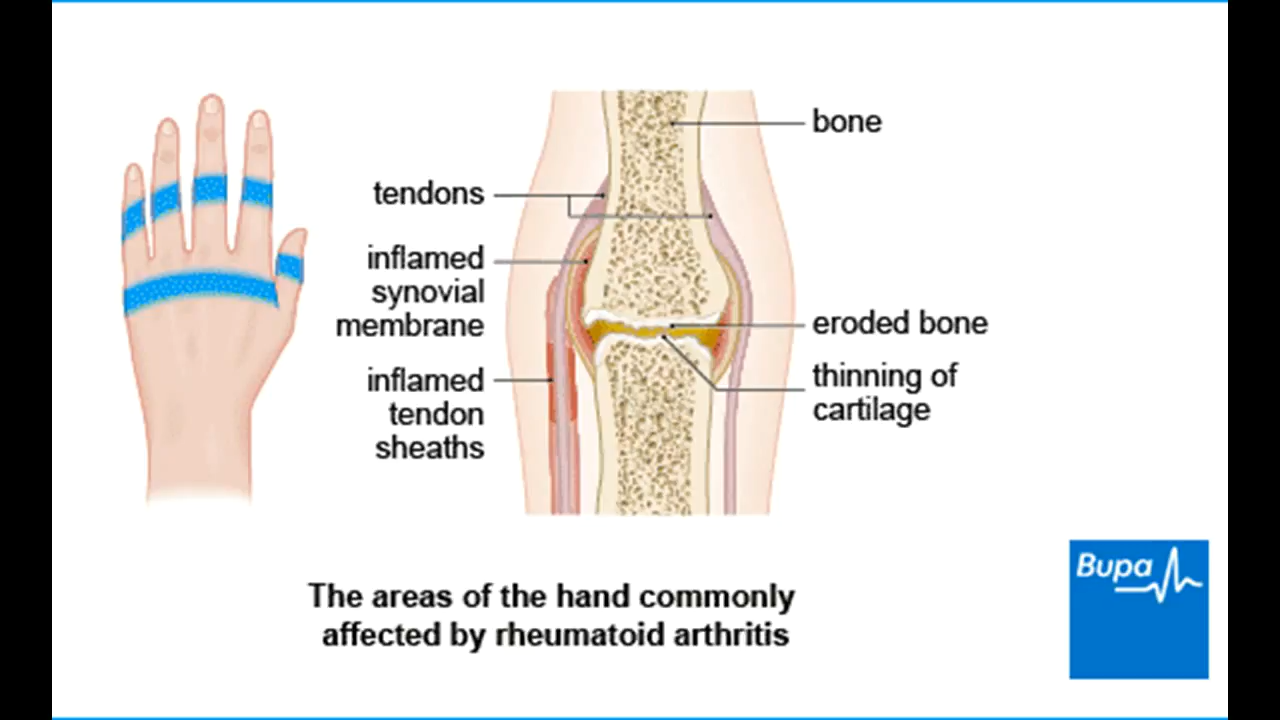 bone
tendons
inflamed
synovial
membrane
eroded bone
inflamed
tendon
sheaths
thinning of
cartilage
Bupa
The areas of the hand commonly
affected by rheumatoid arthritis